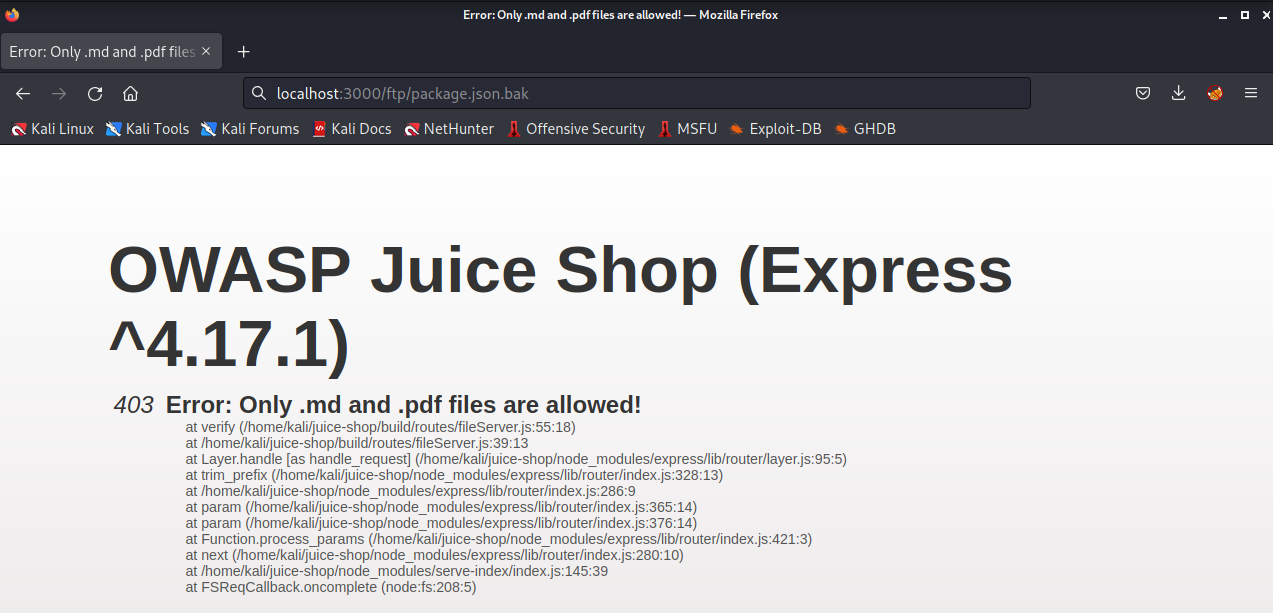 Error: Only .md and .pdf files are allowed! — Mozilla Firefox
Error: Only .md and .pdf files
localhost:3000/ftp/package.json.bak
Kali Linux Kali Tools Kali Forums Kali Docs NetHunter Offensive Security MSFU Exploit-DB GHDB
OWASP Juice Shop (Express
^4.17.1)
403 Error: Only .md and .pdf files are allowed!
at verify (/home/kali/juice-shop/build/routes/fileServer.js:55:18)
at /home/kali/juice-shop/build/routes/fileServer.js:39:13
at Layer.handle [as handle_request] (/home/kali/juice-shop/node_modules/express/lib/router/layer.js:95:5)
at trim_prefix (/home/kali/juice-shop/node_modules/express/lib/router/index.js:328:13)
at /home/kali/juice-shop/node_modules/express/lib/router/index.js:286:9
at param (/home/kali/juice-shop/node_modules/express/lib/router/index.js:365:14)
at param (/home/kali/juice-shop/node_modules/express/lib/router/index.js:376:14)
at Function.process_params (/home/kali/juice-shop/node_modules/express/lib/router/index.js:421:3)
at next (/home/kali/juice-shop/node_modules/express/lib/router/index.js:280:10)
at /home/kali/juice-shop/node_modules/serve-index/index.js:145:39
at FSReqCallback.oncomplete (node:fs:208:5)